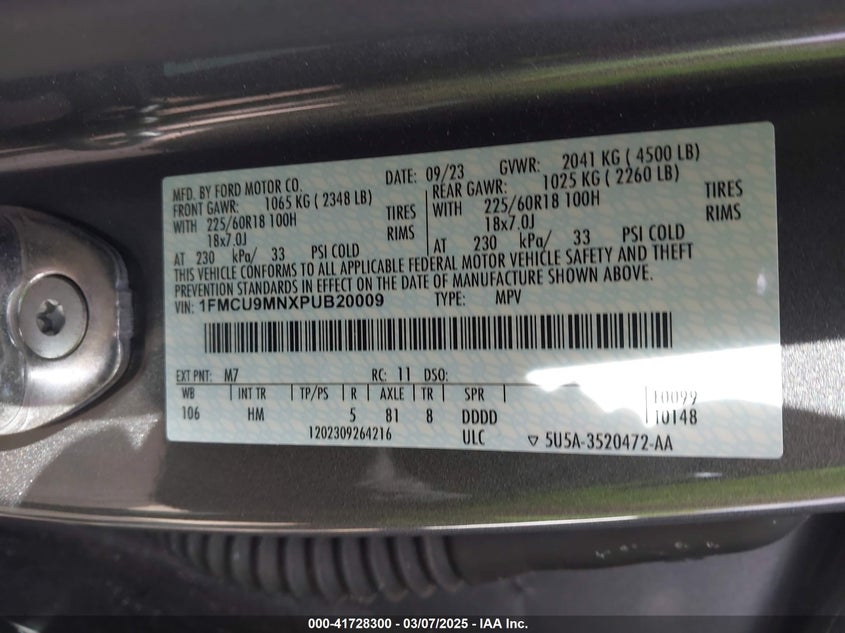 MFD. BY FORD MOTOR CO. DATE: 09/23 GVWR: 2041 KG ( 4500 LB)
FRONT GAWR: 1065 KG ( 2348 LB) REAR GAWR: 1025 KG ( 2260 LB)
WITH 225/60R18 100H TIRES WITH 225/60R18 100H TIRES
18x7.0J RIMS 18x7.0J RIMS
AT 230 kPa/ 33 PSI COLD AT 230 kPa/ 33 PSI COLD
THIS VEHICLE CONFORMS TO ALL APPLICABLE FEDERAL MOTOR VEHICLE SAFETY AND THEFT
PREVENTION STANDARDS IN EFFECT ON THE DATE OF MANUFACTURE SHOWN ABOVE.
VIN: 1FMCU9MNXPUB20009 TYPE: MPV
EXT PNT: M7 RC: 11 DSO:
WB INT TR TP/PS R AXLE TR SPR 10099
106 HM 5 81 8 DDDD 10148
1202309264216 ULC ▽ 5U5A-3520472-AA
000-41728300 - 03/07/2025 - IAA Inc.